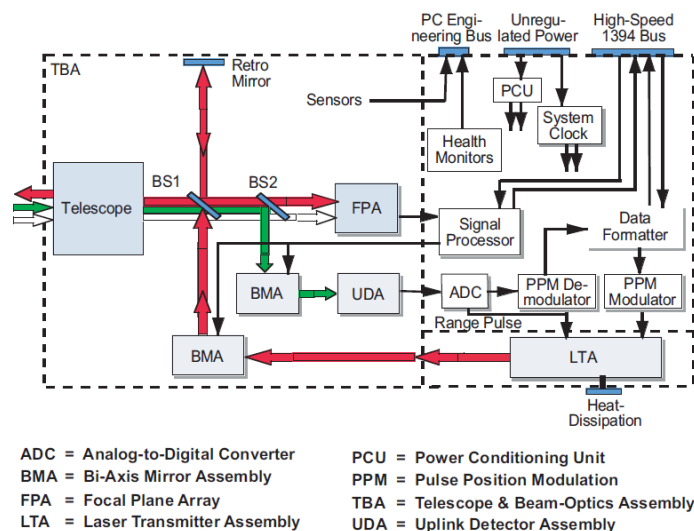 PC Engi-
neering Bus
Unregu-
lated Power
High-Speed
1394 Bus
TBA
Retro
Mirror
Sensors
PCU
System
Clock
Health
Monitors
BS1
BS2
Telescope
FPA
Signal
Processor
Data
Formatter
BMA
UDA
ADC
PPM De-
modulator
PPM
Modulator
Range Pulse
BMA
LTA
Heat-
Dissipation
ADC = Analog-to-Digital Converter
BMA = Bi-Axis Mirror Assembly
FPA = Focal Plane Array
LTA = Laser Transmitter Assembly
PCU = Power Conditioning Unit
PPM = Pulse Position Modulation
TBA = Telescope & Beam-Optics Assembly
UDA = Uplink Detector Assembly